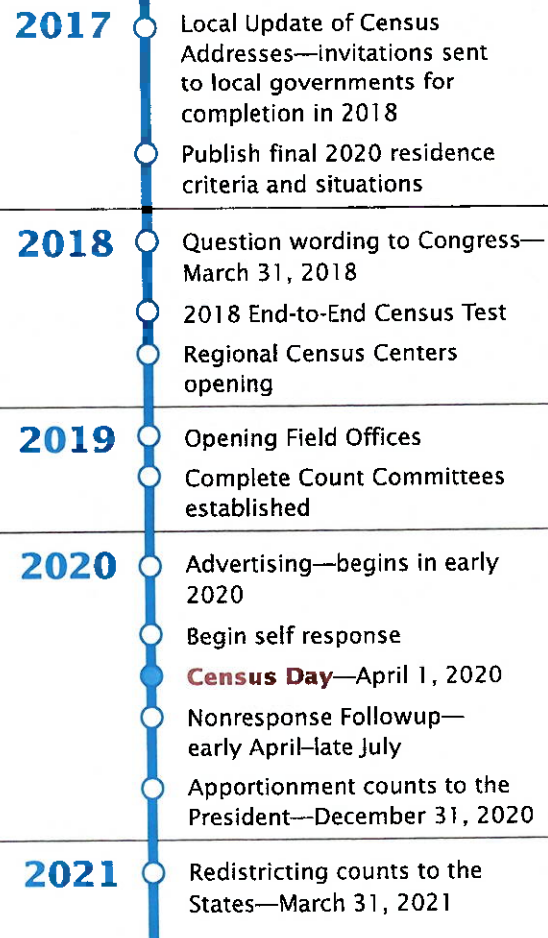 2017
Local Update of Census
Addresses—invitations sent
to local governments for
completion in 2018
Publish final 2020 residence
criteria and situations
2018
Question wording to Congress—
March 31, 2018
2018 End-to-End Census Test
Regional Census Centers
opening
2019
Opening Field Offices
Complete Count Committees
established
2020
Advertising—begins in early
2020
Begin self response
Census Day—April 1, 2020
Nonresponse Followup—
early April–late July
Apportionment counts to the
President—December 31, 2020
2021
Redistricting counts to the
States—March 31, 2021